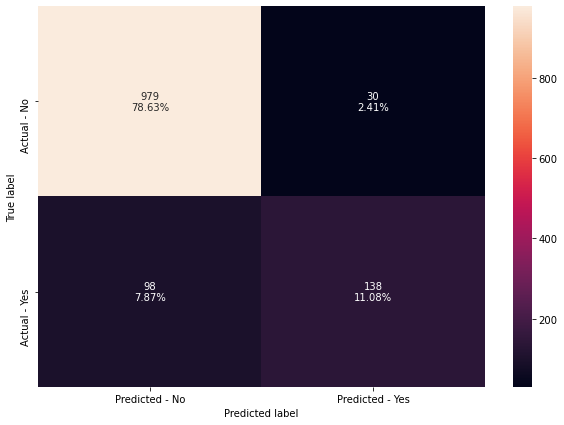 979
78.63%
30
2.41%
98
7.87%
138
11.08%
Actual - No
Actual - Yes
True label
Predicted - No
Predicted - Yes
Predicted label
800
600
400
200